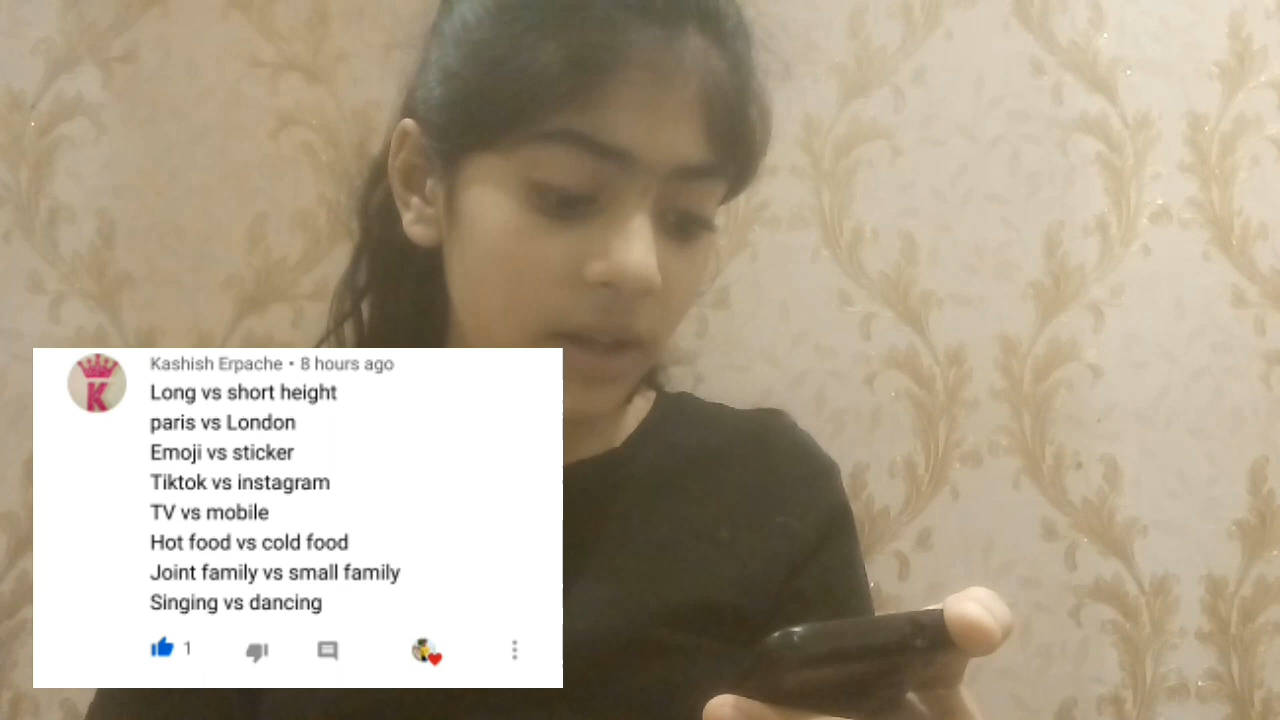 Kashish Erpache • 8 hours ago
K
Long vs short height
paris vs London
Emoji vs sticker
Tiktok vs instagram
TV vs mobile
Hot food vs cold food
Joint family vs small family
Singing vs dancing
1